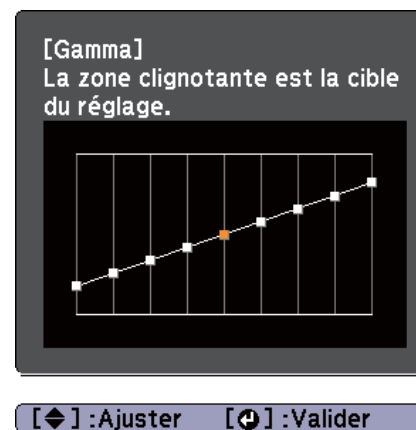 [Gamma]
La zone clignotante est la cible
du réglage.
[◆] :Ajuster [↵] :Valider